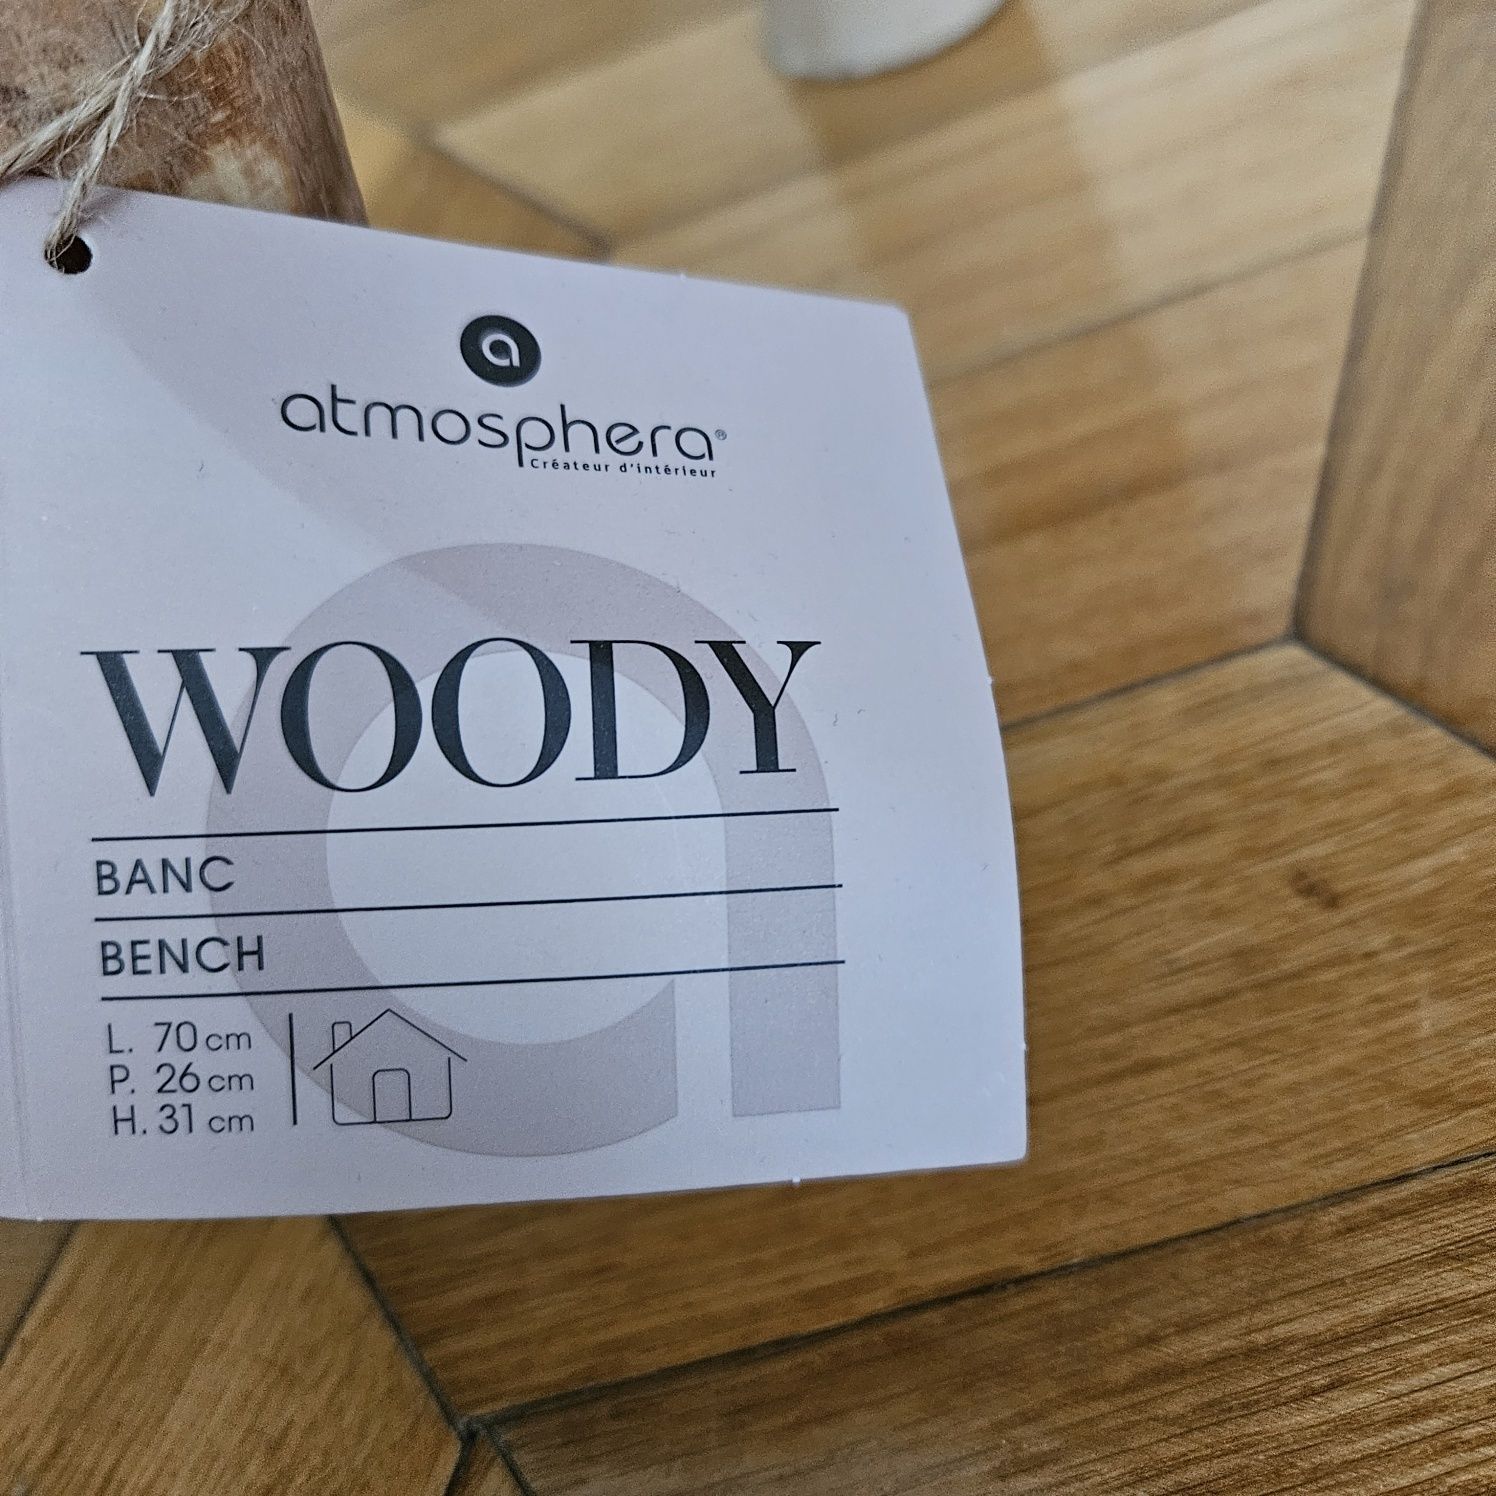 a
atmosphera®
Créateur d'intérieur
WOODY
BANC
BENCH
L. 70 cm
P. 26 cm
H. 31 cm